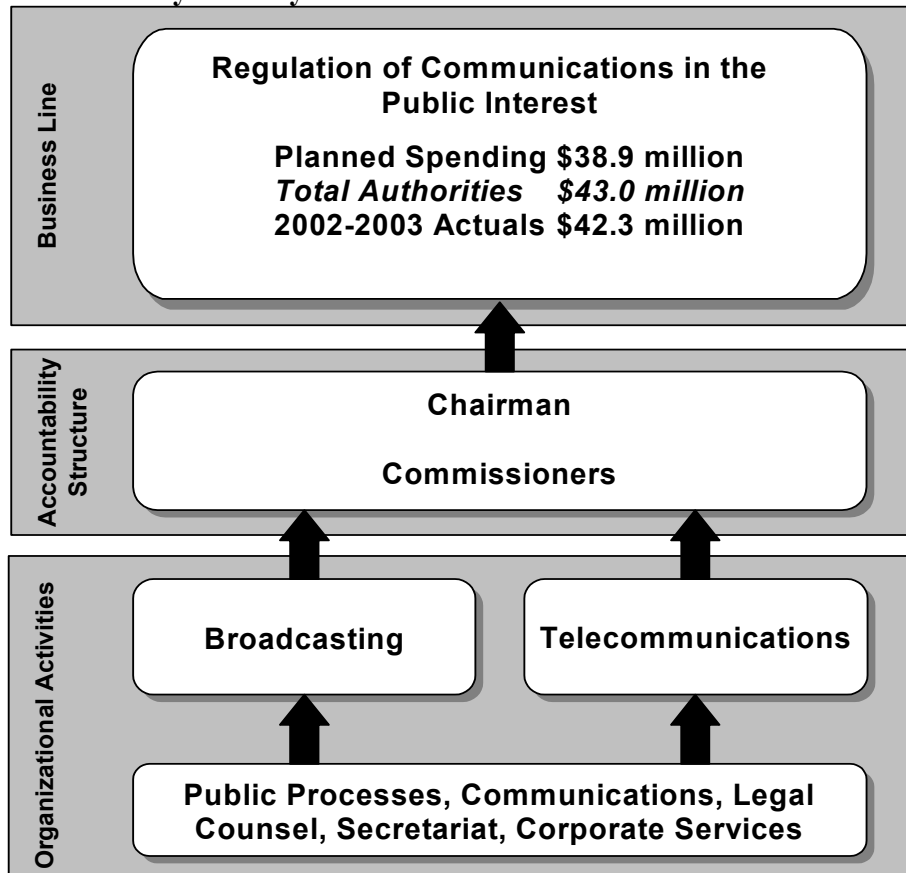 Business Line
Regulation of Communications in the
Public Interest
Planned Spending $38.9 million
Total Authorities $43.0 million
2002-2003 Actuals $42.3 million
Accountability
Structure
Chairman
Commissioners
Organizational Activities
Broadcasting
Telecommunications
Public Processes, Communications, Legal
Counsel, Secretariat, Corporate Services